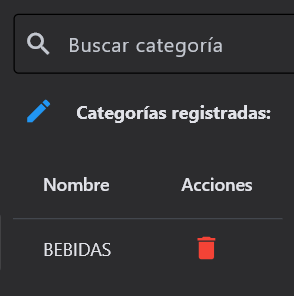 Buscar categoría
Categorías registradas:
Nombre Acciones
BEBIDAS